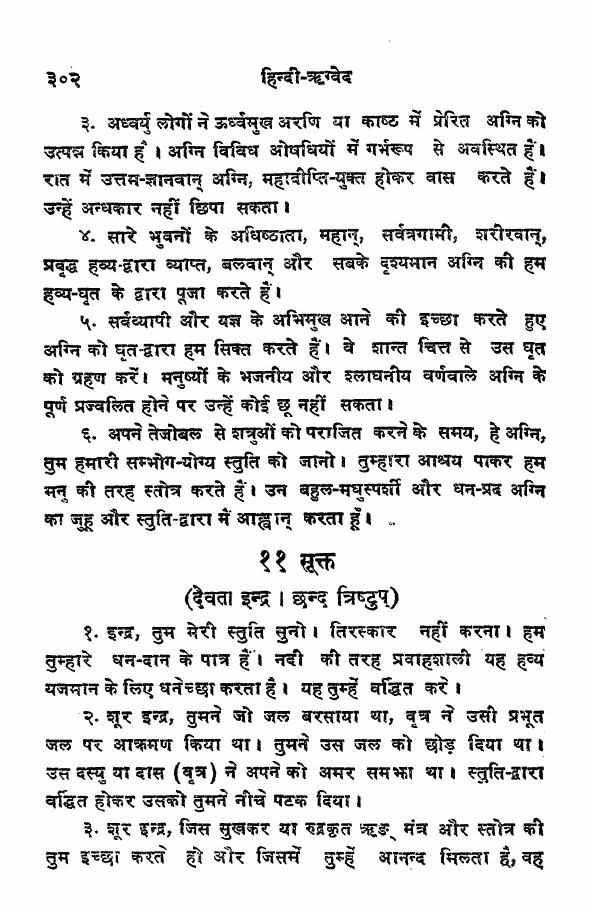 ३०२ हिन्दी-ऋग्वेद
३. अध्वर्यु लोगों ने ऊर्ध्वमुख अरणि या काष्ठ में प्रेरित अग्नि को
उत्पन्न किया है । अग्नि विविध ओषधियों में गर्भरूप से अवस्थित हैं।
रात में उत्तम-ज्ञानवान् अग्नि, महादीप्ति-युक्त होकर वास करते हैं।
उन्हें अन्धकार नहीं छिपा सकता।
४. सारे भुवनों के अधिष्ठाता, महान्, सर्वत्रगामी, शरीरवान्,
प्रवृद्ध हव्य-द्वारा व्याप्त, बलवान् और सबके दृश्यमान अग्नि की हम
हव्य-घृत के द्वारा पूजा करते हैं।
५. सर्वव्यापी और यज्ञ के अभिमुख आने की इच्छा करते हुए
अग्नि को घृत-द्वारा हम सिक्त करते हैं। वे शान्त चित्त से उस घृत
को ग्रहण करें। मनुष्यों के भजनीय और श्लाघनीय वर्णवाले अग्नि के
पूर्ण प्रज्वलित होने पर उन्हें कोई छू नहीं सकता।
६. अपने तेजोबल से शत्रुओं को पराजित करने के समय, हे अग्नि,
तुम हमारी सम्भोग-योग्य स्तुति को जानो। तुम्हारा आश्रय पाकर हम
मनु की तरह स्तोत्र करते हैं। उन बहुल-मधुस्पर्शी और धन-प्रद अग्नि
का जुहू और स्तुति-द्वारा मैं आह्वान् करता हूँ।
११ सूक्त
(देवता इन्द्र । छन्द त्रिष्टुप्)
१. इन्द्र, तुम मेरी स्तुति सुनो। तिरस्कार नहीं करना। हम
तुम्हारे धन-दान के पात्र हैं। नदी की तरह प्रवाहशाली यह हव्य
यजमान के लिए धनेच्छा करता है। यह तुम्हें वर्द्धित करे।
२. शूर इन्द्र, तुमने जो जल बरसाया था, वृत्र ने उसी प्रभूत
जल पर आक्रमण किया था। तुमने उस जल को छोड़ दिया था।
उस दस्यु या दास (वृत्र) ने अपने को अमर समझा था। स्तुति-द्वारा
वर्द्धित होकर उसको तुमने नीचे पटक दिया।
३. शूर इन्द्र, जिस सुखकर या रुद्रकृत ऋङ् मंत्र और स्तोत्र की
तुम इच्छा करते हो और जिसमें तुम्हें आनन्द मिलता है, वह